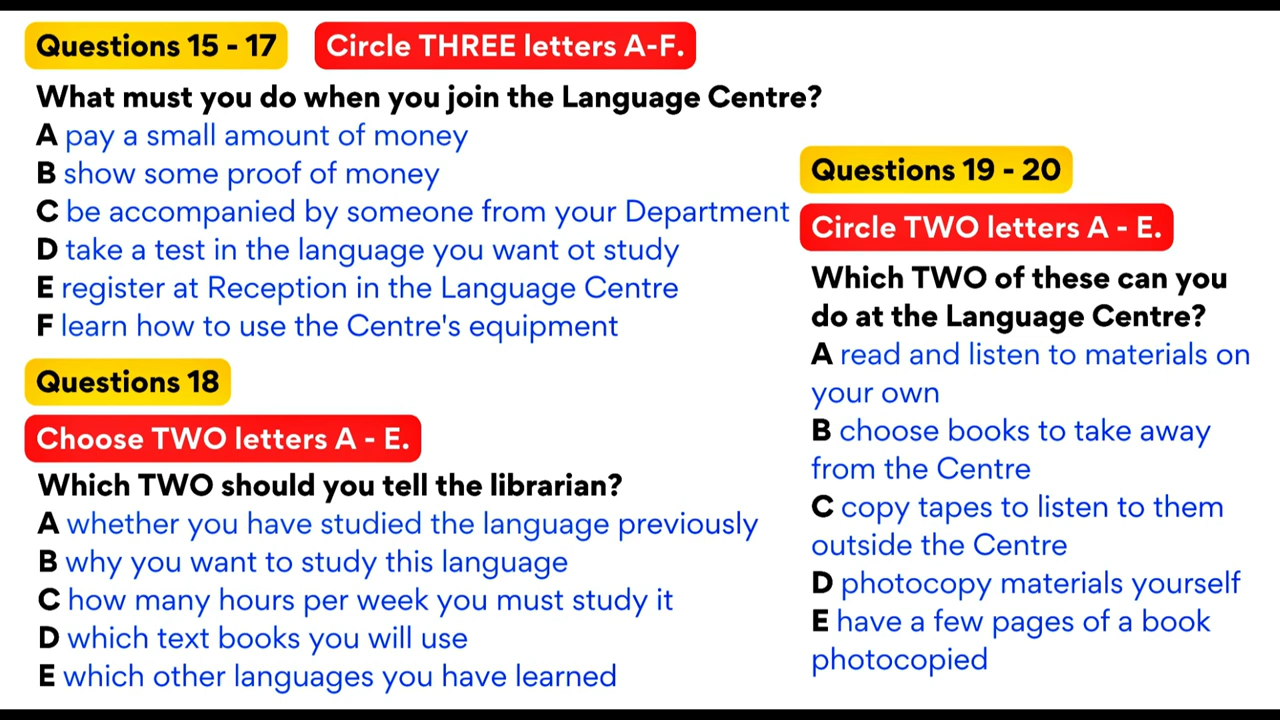 Questions 15 - 17
Circle THREE letters A-F.
What must you do when you join the Language Centre?
A pay a small amount of money
B show some proof of money
C be accompanied by someone from your Department
D take a test in the language you want ot study
E register at Reception in the Language Centre
F learn how to use the Centre's equipment
Questions 18
Choose TWO letters A - E.
Which TWO should you tell the librarian?
A whether you have studied the language previously
B why you want to study this language
C how many hours per week you must study it
D which text books you will use
E which other languages you have learned
Questions 19 - 20
Circle TWO letters A - E.
Which TWO of these can you
do at the Language Centre?
A read and listen to materials on
your own
B choose books to take away
from the Centre
C copy tapes to listen to them
outside the Centre
D photocopy materials yourself
E have a few pages of a book
photocopied